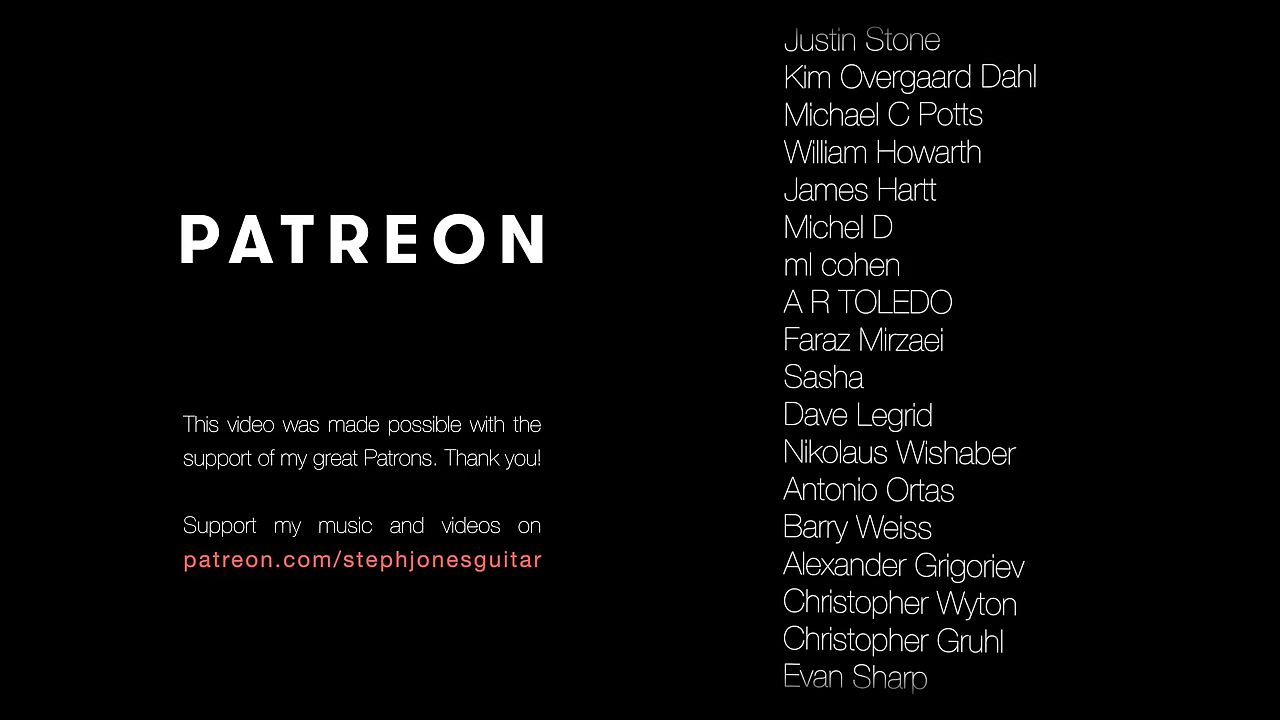 PATREON
This video was made possible with the
support of my great Patrons. Thank you!
Support my music and videos on
patreon.com/stephjonesguitar
Justin Stone
Kim Overgaard Dahl
Michael C Potts
William Howarth
James Hartt
Michel D
ml cohen
A R TOLEDO
Faraz Mirzaei
Sasha
Dave Legrid
Nikolaus Wishaber
Antonio Ortas
Barry Weiss
Alexander Grigoriev
Christopher Wyton
Christopher Gruhl
Evan Sharp